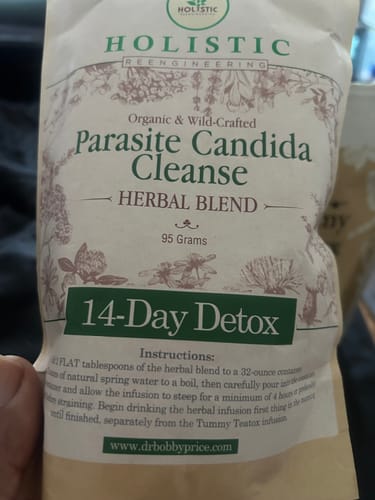 HOLISTIC
HOLISTIC
REENGINEERING
Organic & Wild-Crafted
Parasite Candida
Cleanse
HERBAL BLEND
95 Grams
14-Day Detox
Instructions:
FLAT tablespoons of the herbal blend to a 32-ounce
of natural spring water to a boil, then carefully pour
and allow the infusion to steep for a minimum of 4 hours or
straining. Begin drinking the herbal infusion first thing in the
until finished, separately from the Tummy Teatox infusion.
www.drbobbyprice.com